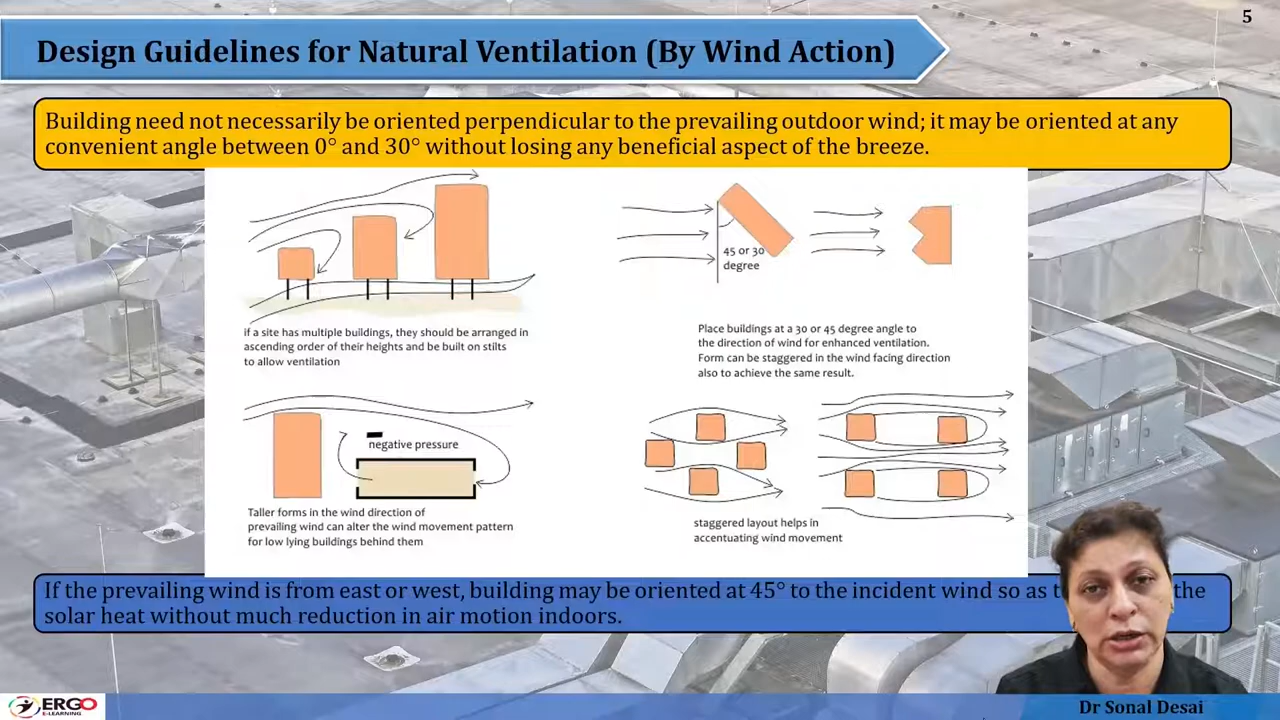 5
Design Guidelines for Natural Ventilation (By Wind Action)
Building need not necessarily be oriented perpendicular to the prevailing outdoor wind; it may be oriented at any
convenient angle between 0° and 30° without losing any beneficial aspect of the breeze.
if a site has multiple buildings, they should be arranged in
ascending order of their heights and be built on stilts
to allow ventilation
45 or 30
degree
Place buildings at a 30 or 45 degree angle to
the direction of wind for enhanced ventilation.
Form can be staggered in the wind facing direction
also to achieve the same result.
negative pressure
Taller forms in the wind direction of
prevailing wind can alter the wind movement pattern
for low lying buildings behind them
staggered layout helps in
accentuating wind movement
If the prevailing wind is from east or west, building may be oriented at 45° to the incident wind so as the
solar heat without much reduction in air motion indoors.
ERGO
E-LEARNING
Dr Sonal Desai